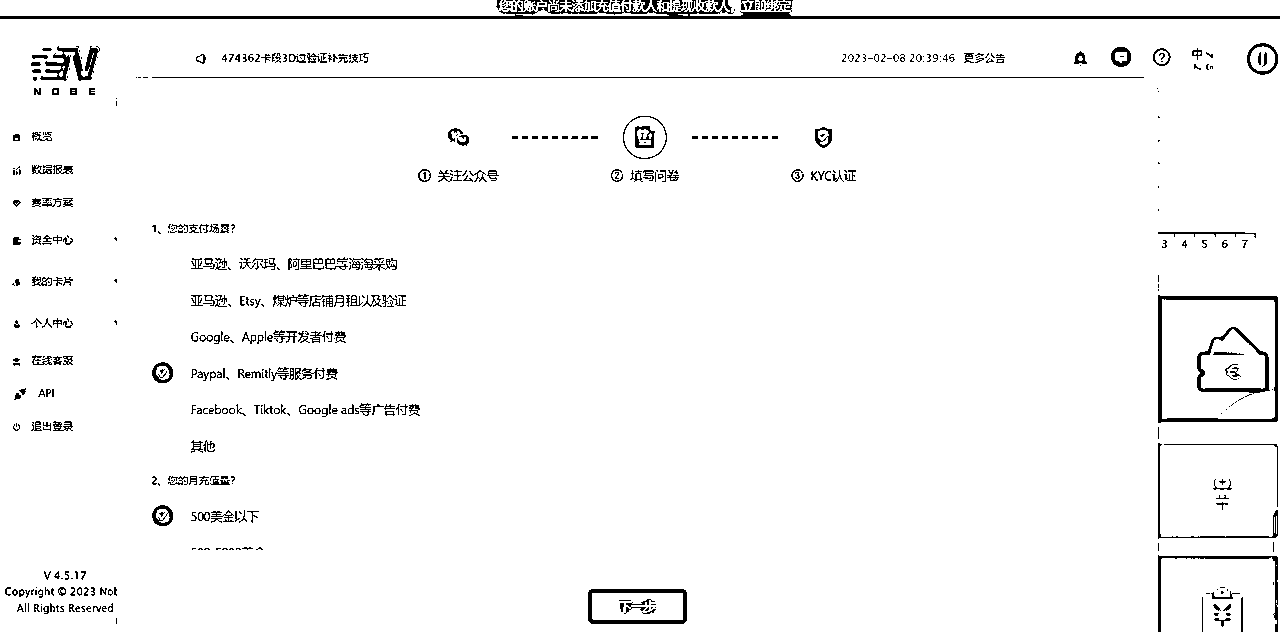 您的账户尚未添加充值付款人和提现收款人，立即绑定
NOBE
474362卡段3D过验证补充技巧
2023-02-08 20:39:46 更多公告
概览
数据报表
费率方案
资金中心
我的卡片
个人中心
在线客服
API
退出登录
① 关注公众号
② 填写问卷
③ KYC认证
1、您的支付场景?
亚马逊、沃尔玛、阿里巴巴等海淘采购
亚马逊、Etsy、煤炉等店铺月租以及验证
Google、Apple等开发者付费
Paypal、Remitly等服务付费
Facebook、Tiktok、Google ads等广告付费
其他
2、您的月充值量?
500美金以下
下一步
3 4 5 6 7
V 4.5.17
Copyright © 2023 Nob
All Rights Reserved